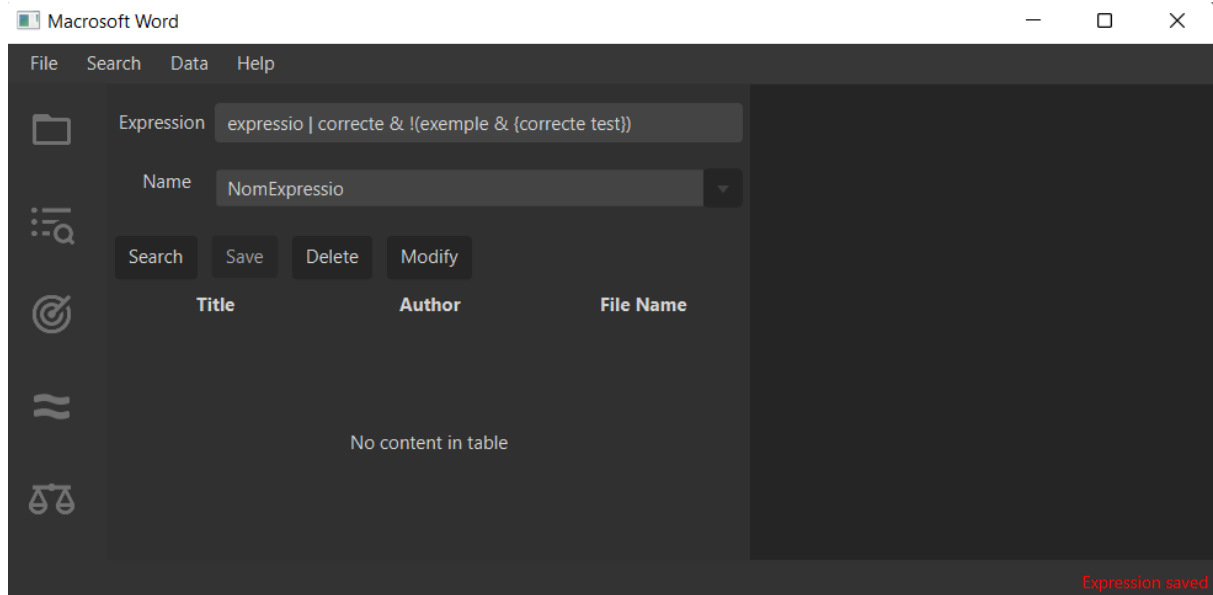 Macrosoft Word
File Search Data Help
Expression expressio | correcte & !(exemple & {correcte test})
Name NomExpressio
Search Save Delete Modify
Title Author File Name
No content in table
Expression saved